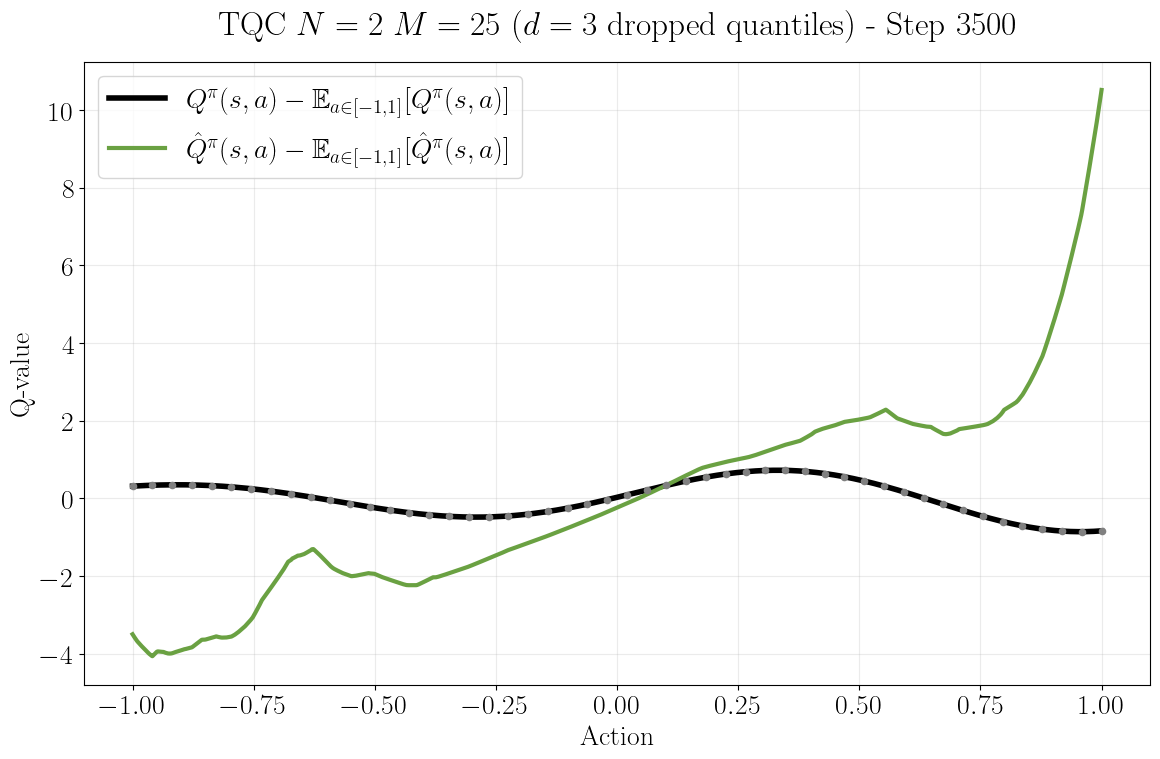 TQC N = 2 M = 25 (d = 3 dropped quantiles) - Step 3500
Q^π(s, a) − 𝔼_{a∈[−1,1]}[Q^π(s, a)]
Q̂^π(s, a) − 𝔼_{a∈[−1,1]}[Q̂^π(s, a)]
10
8
6
4
2
0
−2
−4
Q-value
−1.00 −0.75 −0.50 −0.25 0.00 0.25 0.50 0.75 1.00
Action